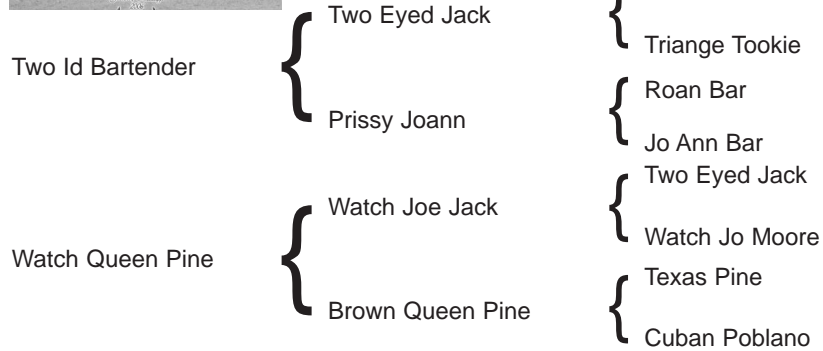 Two Eyed Jack
Triange Tookie
Two Id Bartender
Roan Bar
Prissy Joann
Jo Ann Bar
Two Eyed Jack
Watch Joe Jack
Watch Jo Moore
Watch Queen Pine
Texas Pine
Brown Queen Pine
Cuban Poblano